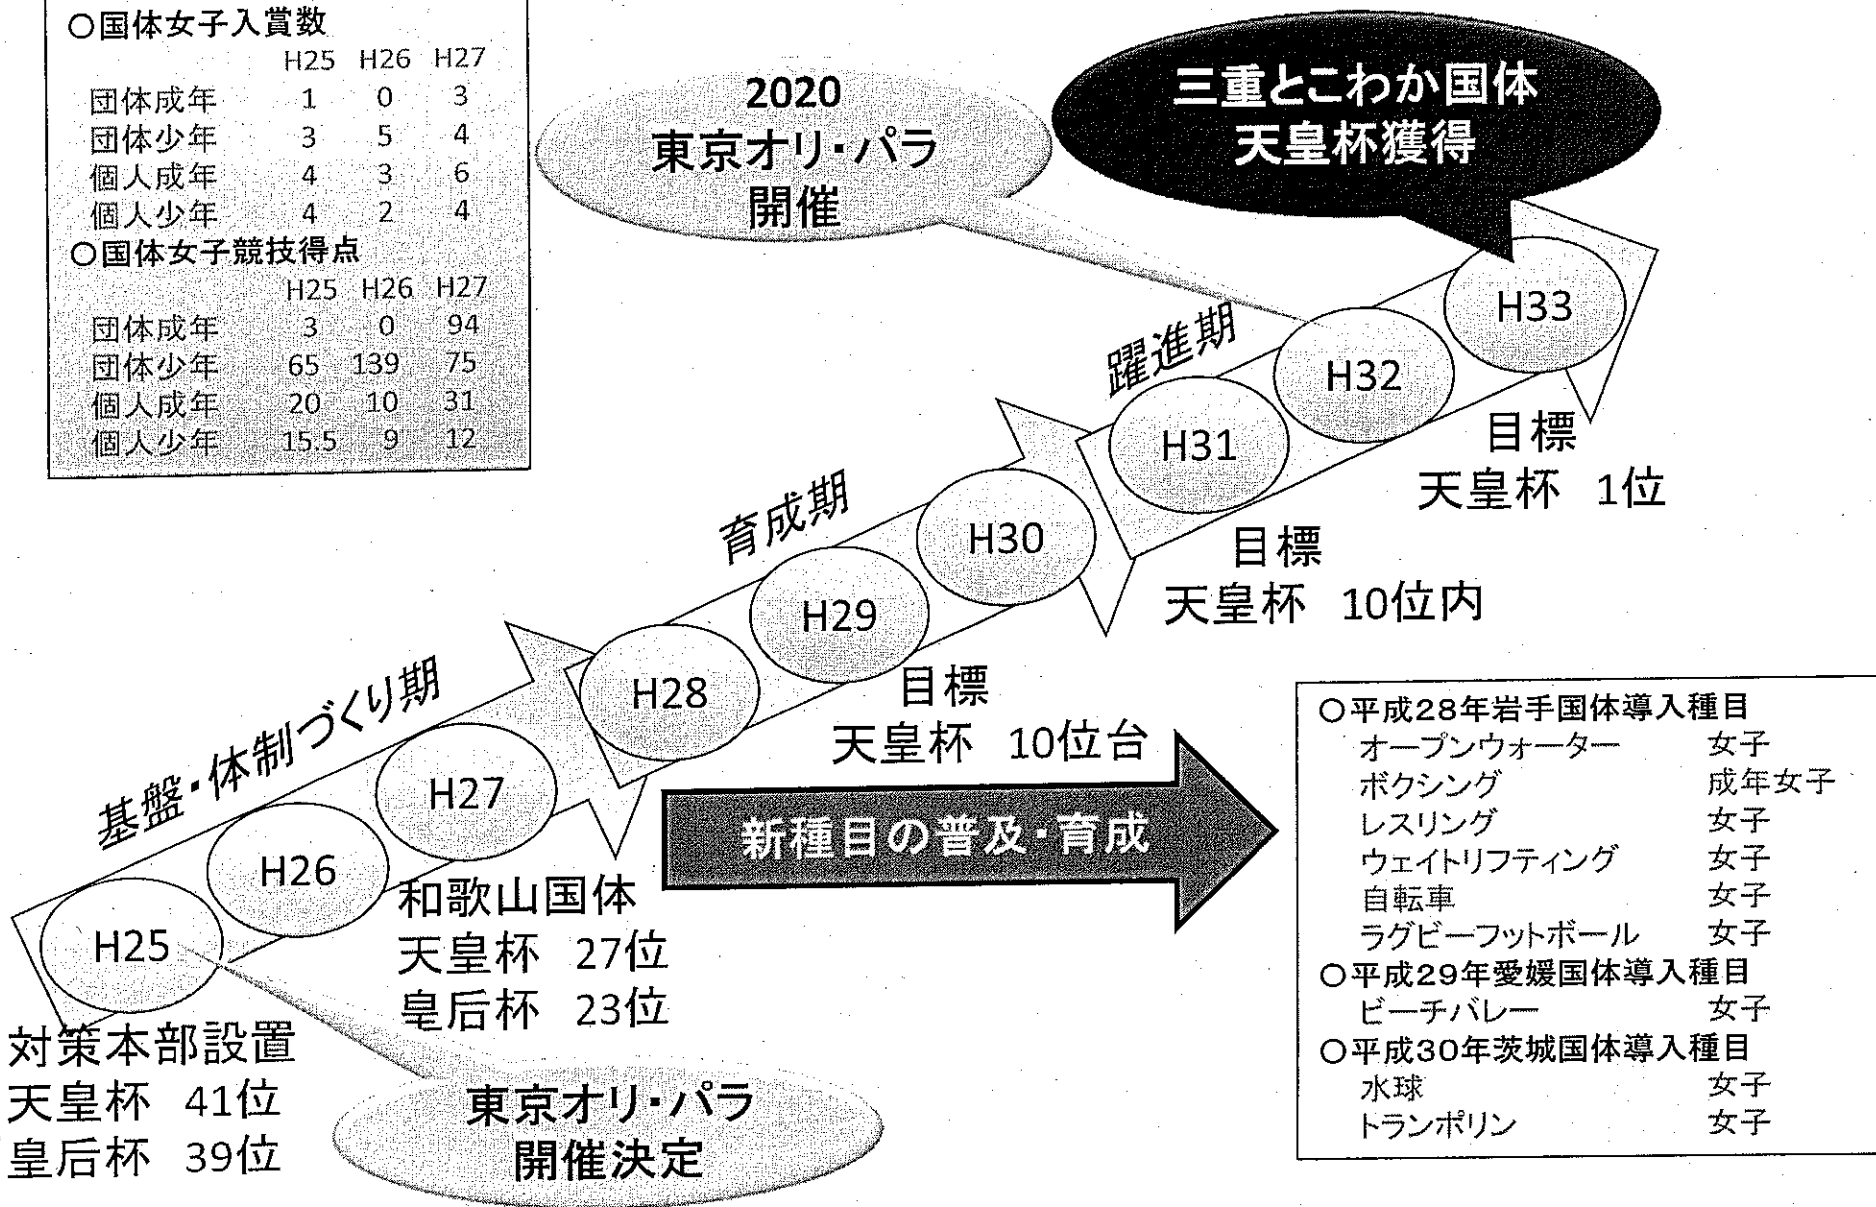 ○国体女子入賞数
H25 H26 H27
団体成年 1 0 3
団体少年 3 5 4
個人成年 4 3 6
個人少年 4 2 4
○国体女子競技得点
H25 H26 H27
団体成年 3 0 94
団体少年 65 139 75
個人成年 20 10 31
個人少年 15.5 9 12
2020
東京オリ・パラ
開催
三重とこわか国体
天皇杯獲得
躍進期
H31
H32
H33
目標
天皇杯 1位
目標
天皇杯 10位内
育成期
H28
H29
H30
目標
天皇杯 10位台
基盤・体制づくり期
H25
H26
H27
和歌山国体
天皇杯 27位
皇后杯 23位
対策本部設置
天皇杯 41位
皇后杯 39位
東京オリ・パラ
開催決定
新種目の普及・育成
○平成28年岩手国体導入種目
オープンウォーター 女子
ボクシング 成年女子
レスリング 女子
ウェイトリフティング 女子
自転車 女子
ラグビーフットボール 女子
○平成29年愛媛国体導入種目
ビーチバレー 女子
○平成30年茨城国体導入種目
水球 女子
トランポリン 女子